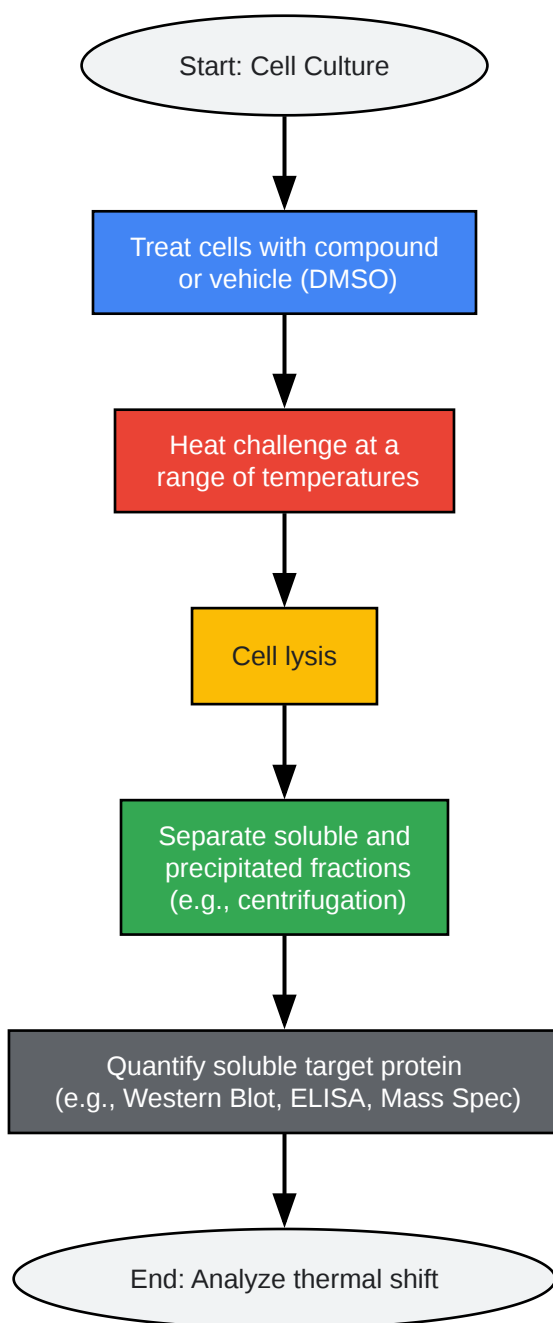 Start: Cell Culture
Treat cells with compound
or vehicle (DMSO)
Heat challenge at a
range of temperatures
Cell lysis
Separate soluble and
precipitated fractions
(e.g., centrifugation)
Quantify soluble target protein
(e.g., Western Blot, ELISA, Mass Spec)
End: Analyze thermal shift